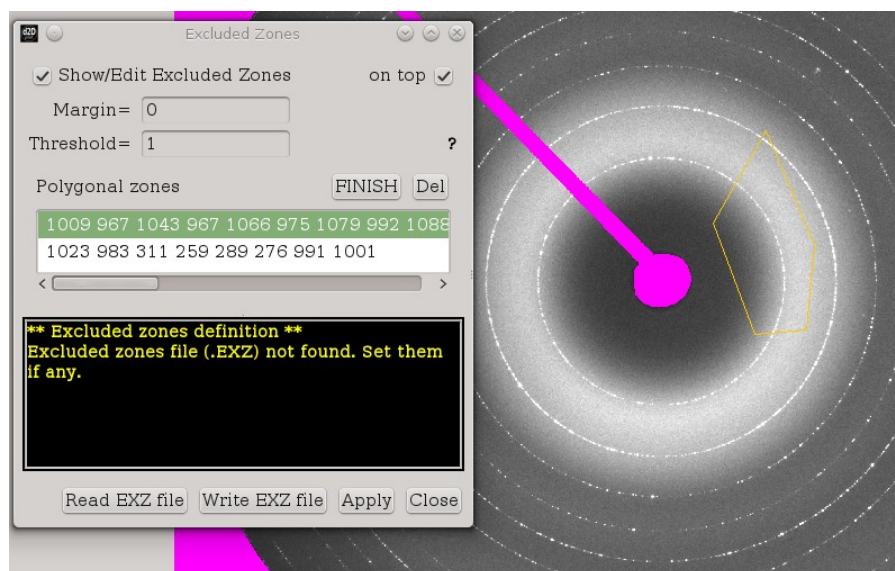 d2D
Excluded Zones
Show/Edit Excluded Zones on top
Margin= 0
Threshold= 1 ?
Polygonal zones FINISH Del
1009 967 1043 967 1066 975 1079 992 1088
1023 983 311 259 289 276 991 1001
** Excluded zones definition **
Excluded zones file (.EXZ) not found. Set them
if any.
Read EXZ file Write EXZ file Apply Close